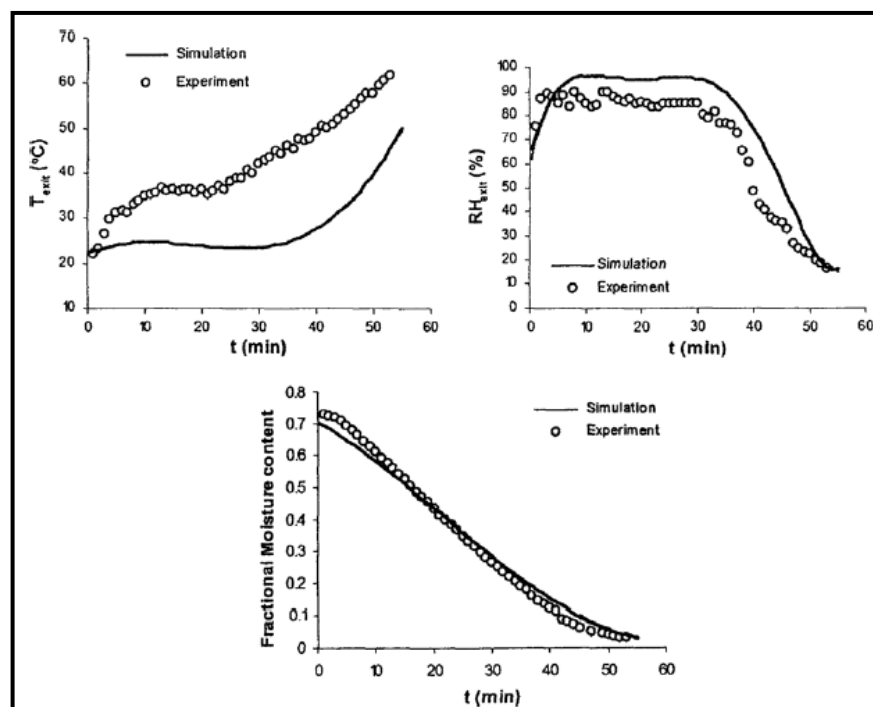 70
60
50
40
30
20
10
T exit (°C)
Simulation
Experiment
0 10 20 30 40 50 60
t (min)
100
90
80
70
60
50
40
30
20
10
0
RH exit (%)
Simulation
Experiment
0 10 20 30 40 50 60
t (min)
0.8
0.7
0.6
0.5
0.4
0.3
0.2
0.1
0
Fractional Moisture content
Simulation
Experiment
0 10 20 30 40 50 60
t (min)